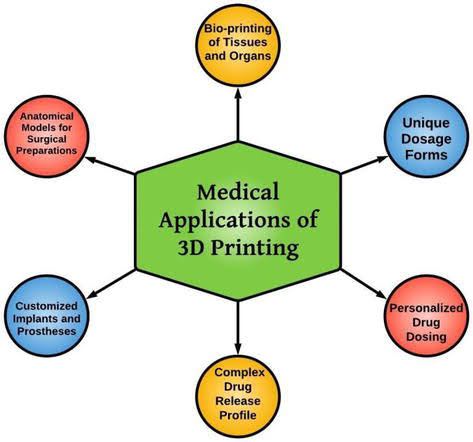 Bio-printing
of Tissues
and Organs
Anatomical
Models for
Surgical
Preparations
Unique
Dosage
Forms
Medical
Applications of
3D Printing
Customized
Implants and
Prostheses
Personalized
Drug
Dosing
Complex
Drug
Release
Profile